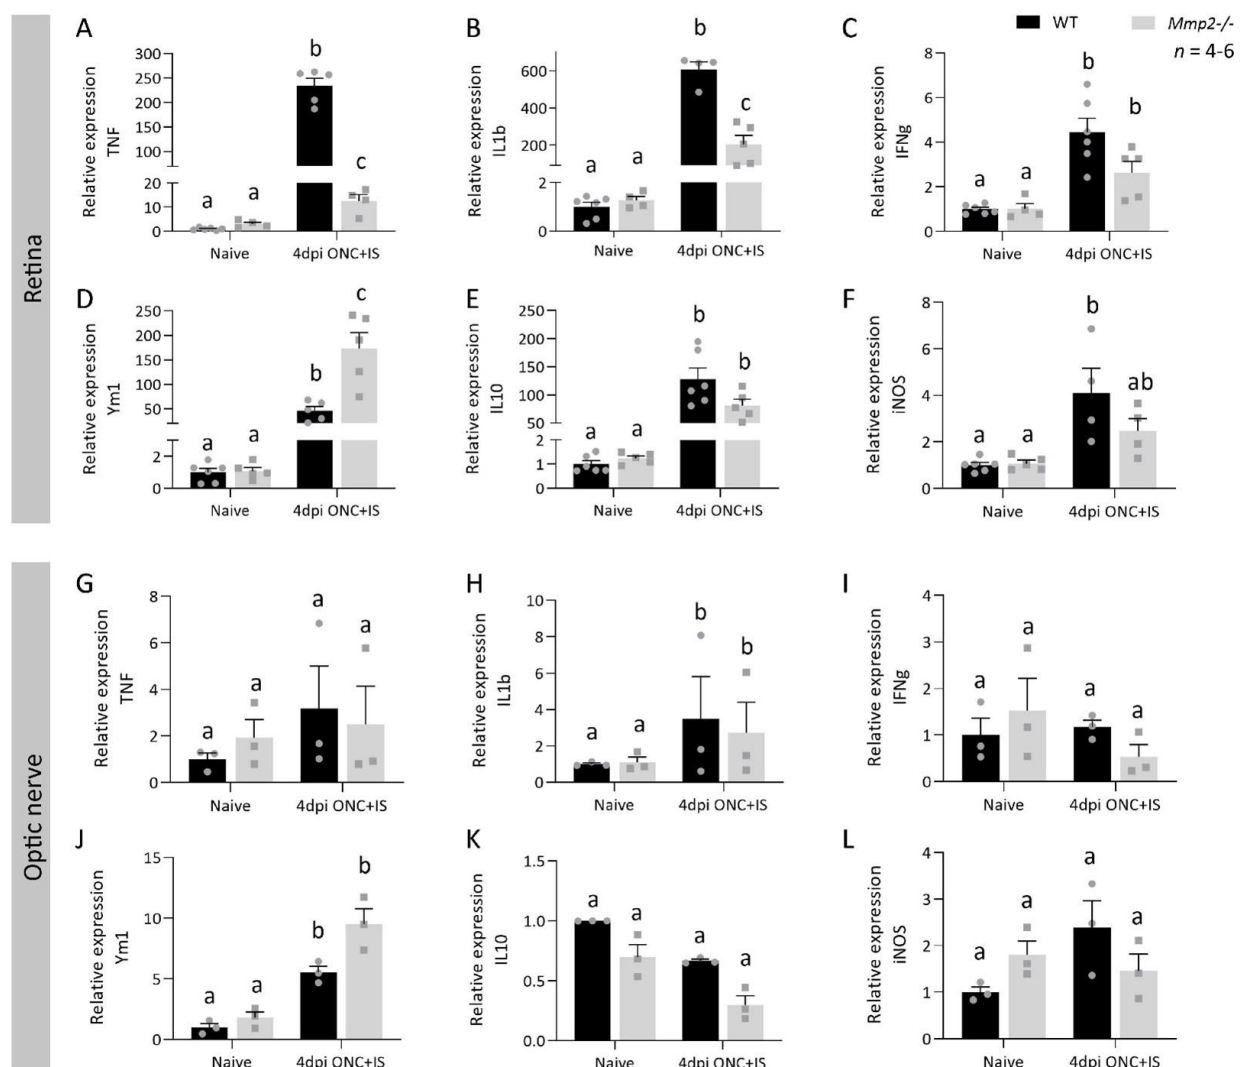 WT
Mmp2-/-
n = 4-6
Retina
A
Relative expression
TNF
300
250
200
150
100
20
10
0
a
a
b
c
Naive
4dpi ONC+IS
B
Relative expression
IL1b
600
400
200
2
0
a
a
b
c
Naive
4dpi ONC+IS
C
Relative expression
IFNg
8
6
4
2
0
a
a
b
b
Naive
4dpi ONC+IS
D
Relative expression
Ym1
250
200
150
100
50
2
0
a
a
b
c
Naive
4dpi ONC+IS
E
Relative expression
IL10
250
200
150
100
50
2
1
0
a
a
b
b
Naive
4dpi ONC+IS
F
Relative expression
iNOS
8
6
4
2
0
a
a
b
ab
Naive
4dpi ONC+IS
Optic nerve
G
Relative expression
TNF
8
6
4
2
0
a
a
a
a
Naive
4dpi ONC+IS
H
Relative expression
IL1b
10
8
6
4
2
0
a
a
b
b
Naive
4dpi ONC+IS
I
Relative expression
IFNg
4
3
2
1
0
a
a
a
a
Naive
4dpi ONC+IS
J
Relative expression
Ym1
15
10
5
0
a
a
b
b
Naive
4dpi ONC+IS
K
Relative expression
IL10
1.5
1.0
0.5
0.0
a
a
a
a
Naive
4dpi ONC+IS
L
Relative expression
iNOS
4
3
2
1
0
a
a
a
a
Naive
4dpi ONC+IS